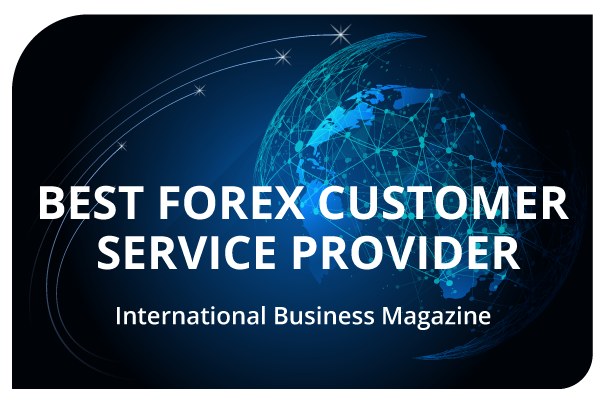 BEST FOREX CUSTOMER
SERVICE PROVIDER
International Business Magazine